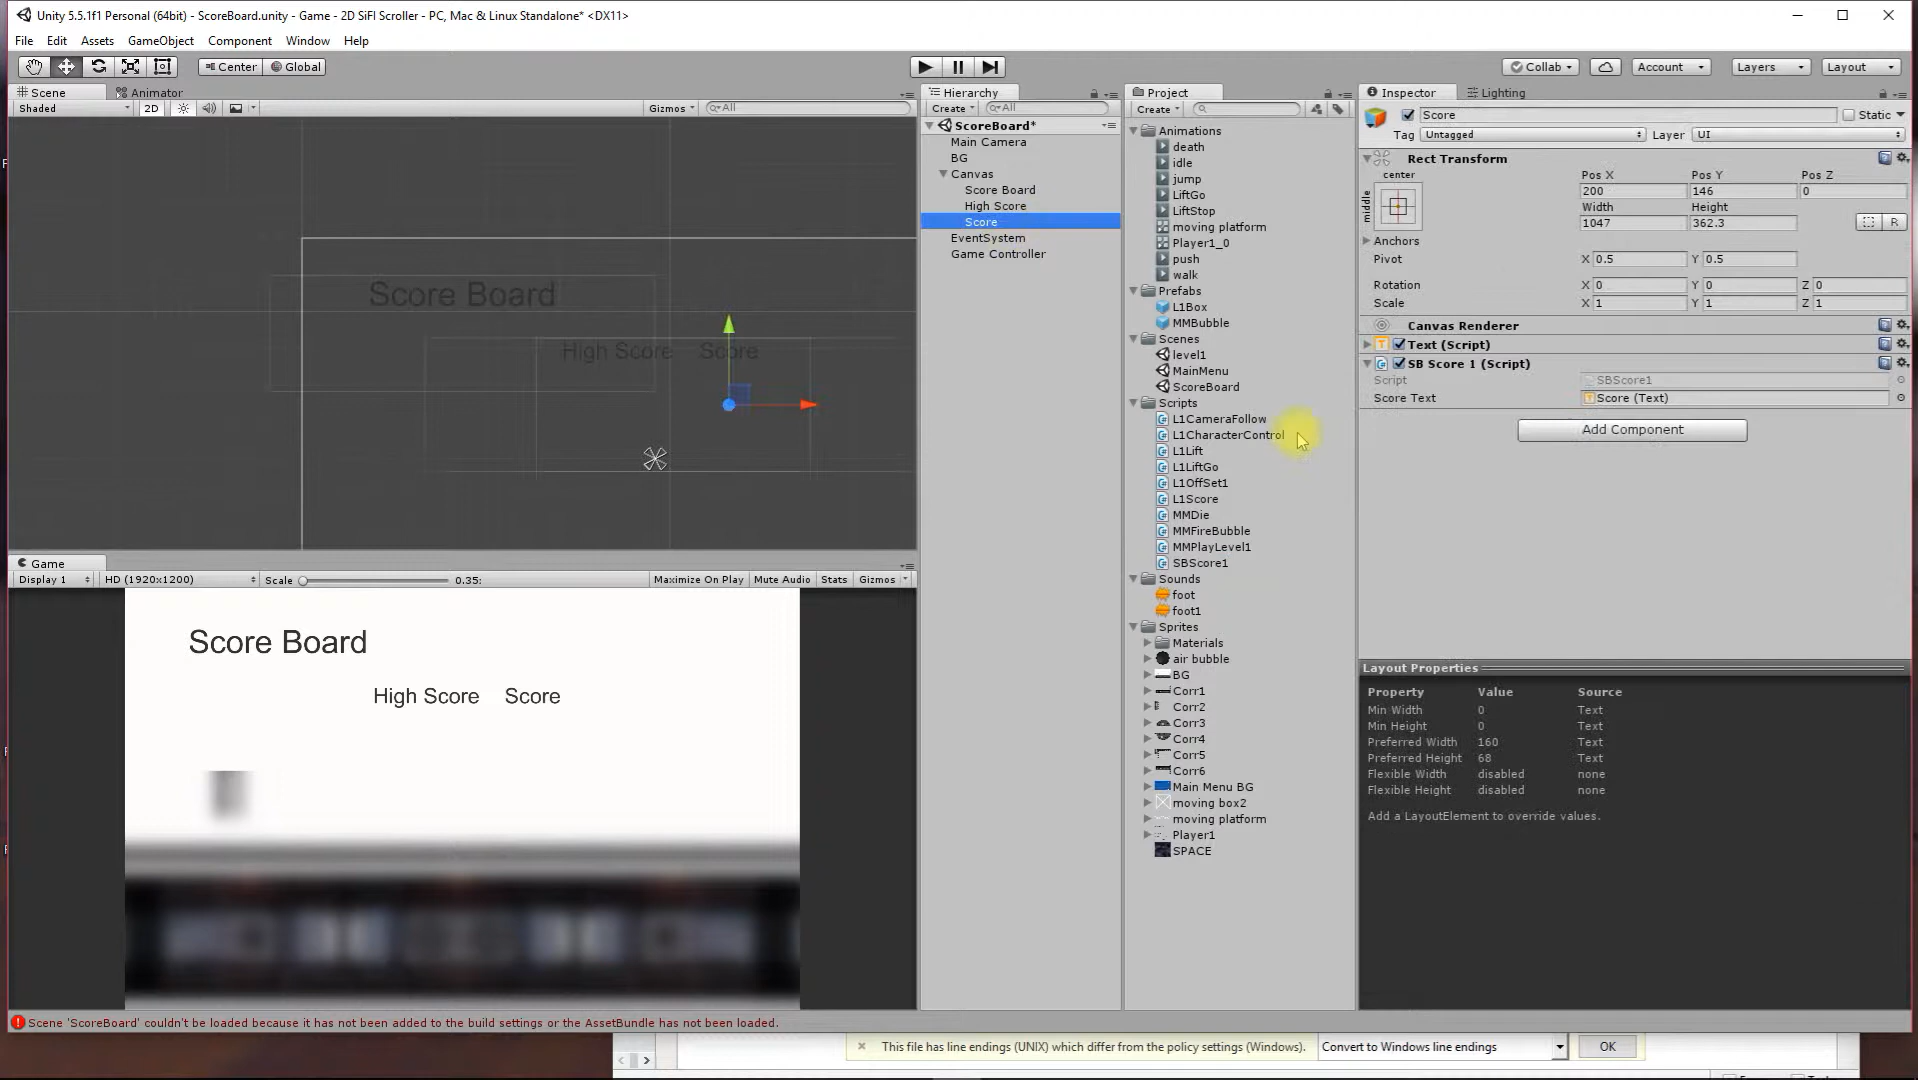 Unity 5.5.1f1 Personal (64bit) - ScoreBoard.unity - Game - 2D SiFI Scroller - PC, Mac & Linux Standalone* <DX11>
File Edit Assets GameObject Component Window Help
Center Global Collab Account Layers Layout
Scene Animator
Shaded 2D Gizmos All
Score Board
High Score Score
Game
Display 1 HD (1920x1200) Scale 0.35: Maximize On Play Mute Audio Stats Gizmos
Score Board
High Score Score
Hierarchy
Create All
ScoreBoard*
Main Camera
BG
Canvas
Score Board
High Score
Score
EventSystem
Game Controller
Project
Create
Animations
death
idle
jump
LiftGo
LiftStop
moving platform
Player1_0
push
walk
Prefabs
L1Box
MMBubble
Scenes
level1
MainMenu
ScoreBoard
Scripts
L1CameraFollow
L1CharacterControl
L1Lift
L1LiftGo
L1OffSet1
L1Score
MMDie
MMFireBubble
MMPlayLevel1
SBScore1
Sounds
foot
foot1
Sprites
Materials
air bubble
BG
Corr1
Corr2
Corr3
Corr4
Corr5
Corr6
Main Menu BG
moving box2
moving platform
Player1
SPACE
Inspector Lighting
Score Static
Tag Untagged Layer UI
Rect Transform
center Pos X Pos Y Pos Z
middle 200 146 0
Width Height
1047 362.3 R
Anchors
Pivot X 0.5 Y 0.5
Rotation X 0 Y 0 Z 0
Scale X 1 Y 1 Z 1
Canvas Renderer
Text (Script)
SB Score 1 (Script)
Script SBScore1
Score Text Score (Text)
Add Component
Layout Properties
Property Value Source
Min Width 0 Text
Min Height 0 Text
Preferred Width 160 Text
Preferred Height 68 Text
Flexible Width disabled none
Flexible Height disabled none
Add a LayoutElement to override values.
Scene 'ScoreBoard' couldn't be loaded because it has not been added to the build settings or the AssetBundle has not been loaded.
This file has line endings (UNIX) which differ from the policy settings (Windows). Convert to Windows line endings OK